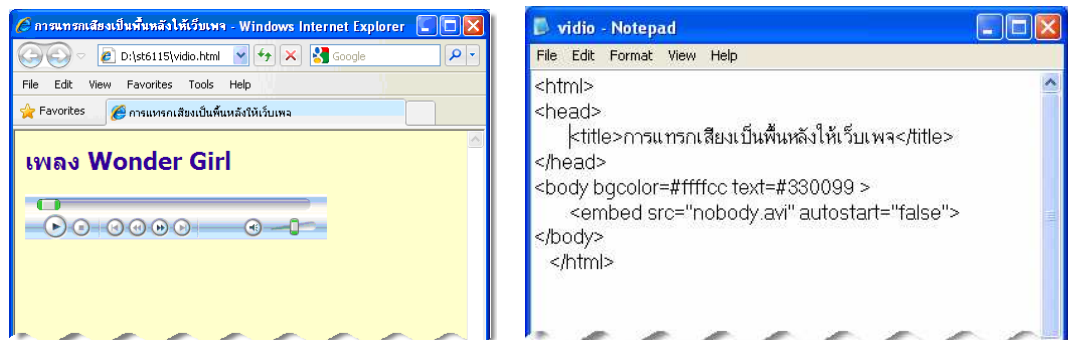 การแทรกเสียงเป็นพื้นหลังให้เว็บเพจ - Windows Internet Explorer
D:\st6115\vidio.html
Google
File Edit View Favorites Tools Help
Favorites
การแทรกเสียงเป็นพื้นหลังให้เว็บเพจ
เพลง Wonder Girl
vidio - Notepad
File Edit Format View Help
<html>
<head>
<title>การแทรกเสียงเป็นพื้นหลังให้เว็บเพจ</title>
</head>
<body bgcolor=#ffffcc text=#330099 >
<embed src="nobody.avi" autostart="false">
</body>
</html>